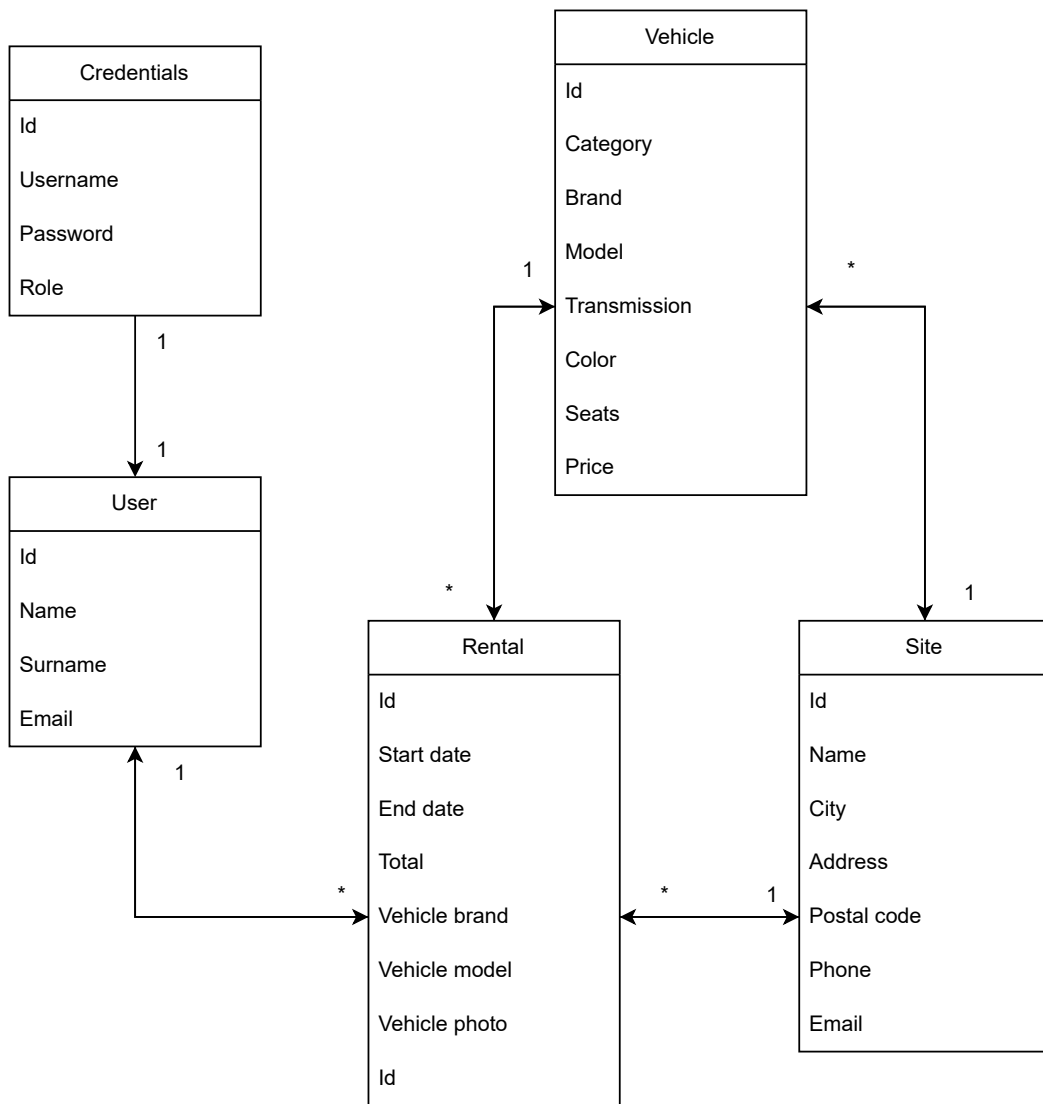 Credentials
Id
Username
Password
Role
1
1
User
Id
Name
Surname
Email
1
*
Vehicle
Id
Category
Brand
Model
Transmission
Color
Seats
Price
1
*
*
1
Rental
Id
Start date
End date
Total
Vehicle brand
Vehicle model
Vehicle photo
Id
*
1
Site
Id
Name
City
Address
Postal code
Phone
Email